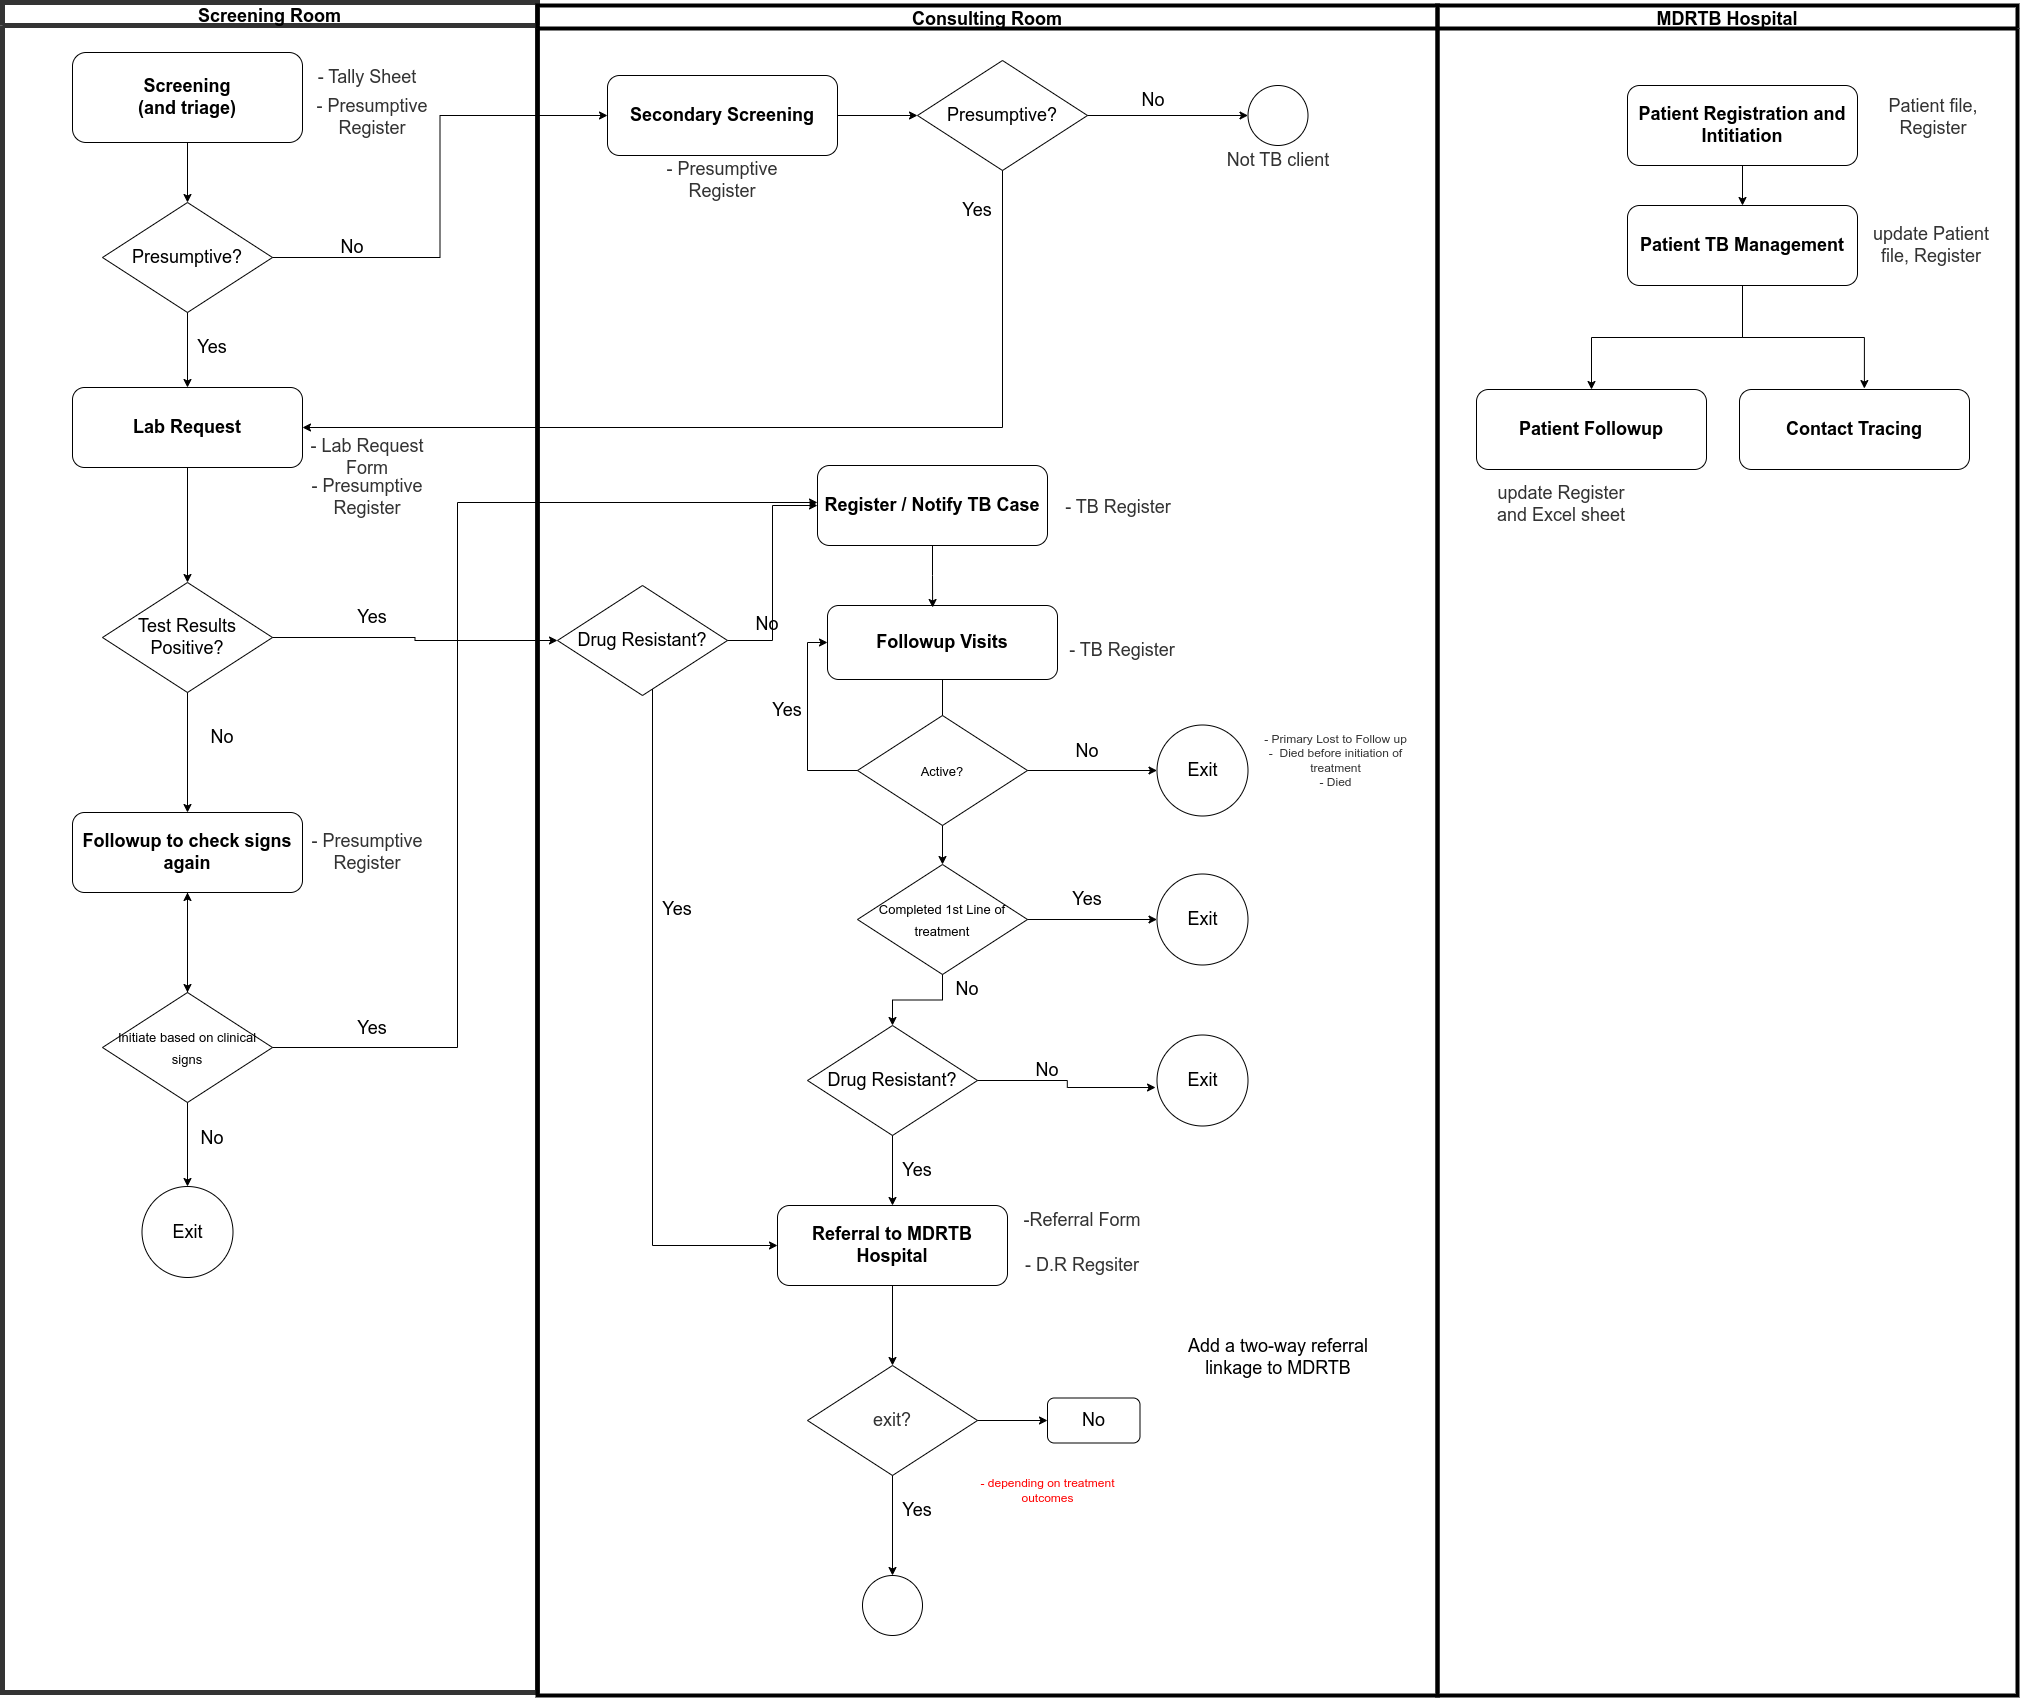 Screening Room
Consulting Room
MDRTB Hospital
Screening
(and triage)
- Tally Sheet
- Presumptive
Register
Presumptive?
No
Yes
Lab Request
- Lab Request
Form
- Presumptive
Register
Test Results
Positive?
Yes
No
Followup to check signs
again
- Presumptive
Register
Initiate based on clinical
signs
Yes
No
Exit
Secondary Screening
- Presumptive
Register
Presumptive?
No
Not TB client
Yes
Register / Notify TB Case
- TB Register
Drug Resistant?
No
Yes
Followup Visits
- TB Register
Yes
Active?
No
Exit
- Primary Lost to Follow up
- Died before initiation of
treatment
- Died
Completed 1st Line of
treatment
Yes
Exit
No
Drug Resistant?
No
Exit
Yes
Referral to MDRTB
Hospital
-Referral Form
- D.R Regsiter
Add a two-way referral
linkage to MDRTB
exit?
No
- depending on treatment
outcomes
Yes
Patient Registration and
Intitiation
Patient file,
Register
Patient TB Management
update Patient
file, Register
Patient Followup
Contact Tracing
update Register
and Excel sheet